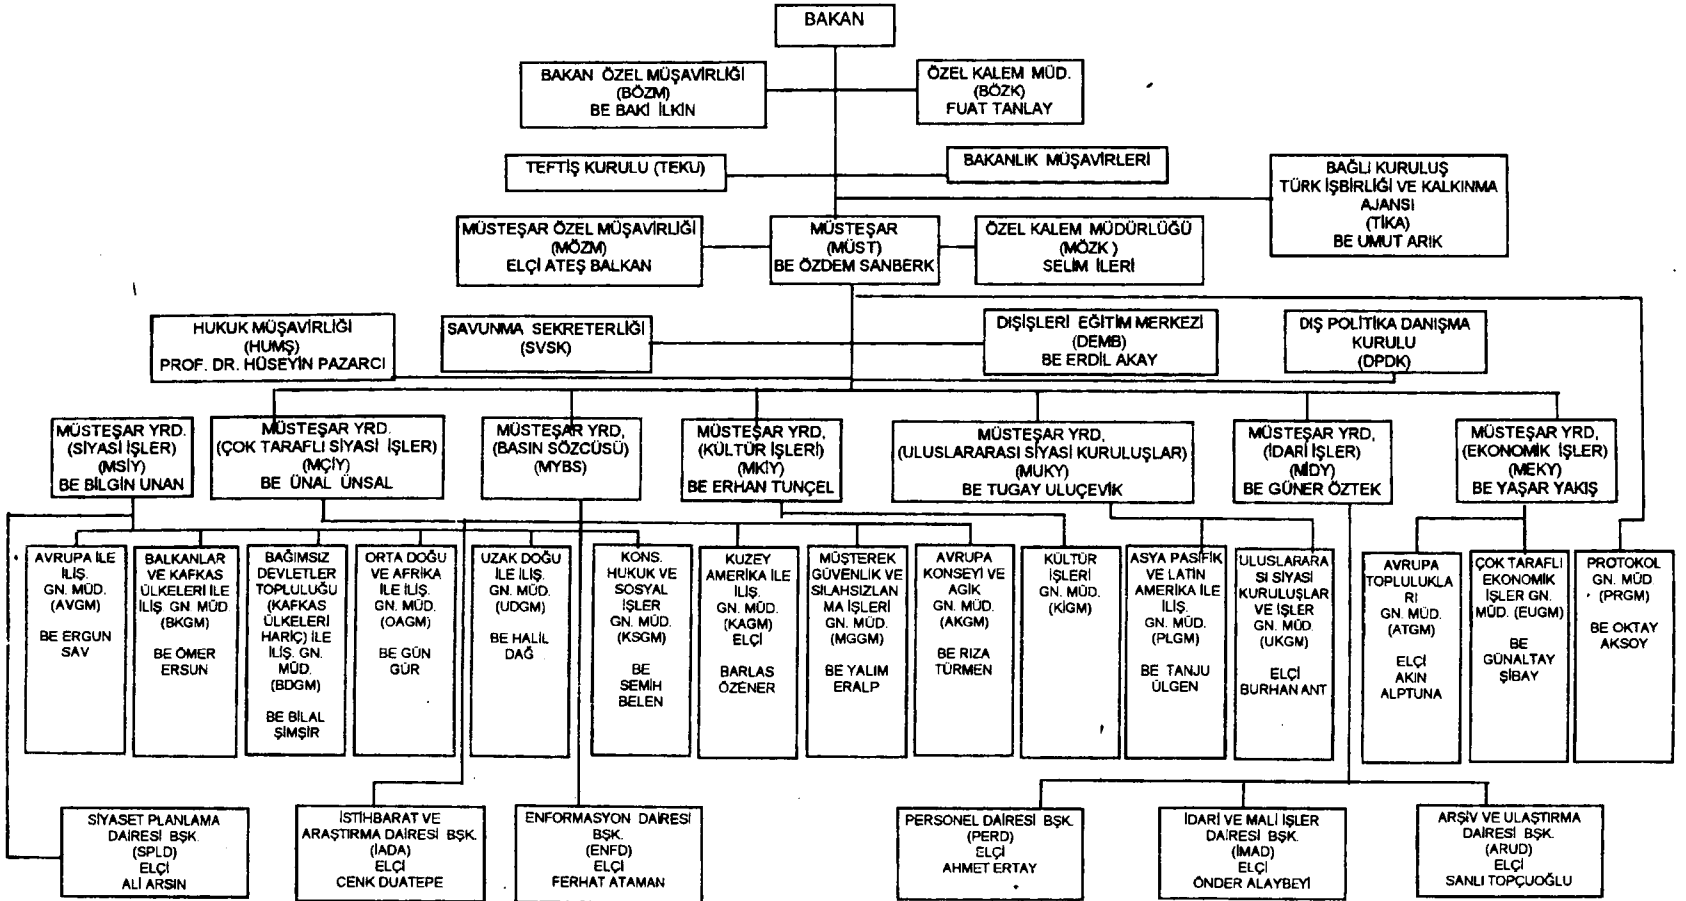 BAKAN
BAKAN ÖZEL MÜŞAVİRLİĞİ
(BÖZM)
BE BAKİ İLKİN
ÖZEL KALEM MÜD.
(BÖZK)
FUAT TANLAY
TEFTİŞ KURULU (TEKU)
BAKANLIK MÜŞAVİRLERİ
BAĞLI KURULUŞ
TÜRK İŞBİRLİĞİ VE KALKINMA
AJANSI
(TİKA)
BE UMUT ARIK
MÜSTEŞAR ÖZEL MÜŞAVİRLİĞİ
(MÖZM)
ELÇİ ATEŞ BALKAN
MÜSTEŞAR
(MÜST)
BE ÖZDEM SANBERK
ÖZEL KALEM MÜDÜRLÜĞÜ
(MÖZK )
SELİM İLERİ
HUKUK MÜŞAVİRLİĞİ
(HUMŞ)
PROF. DR. HÜSEYİN PAZARCI
SAVUNMA SEKRETERLİĞİ
(SVSK)
DIŞİŞLERİ EĞİTİM MERKEZİ
(DEMB)
BE ERDİL AKAY
DIŞ POLİTİKA DANIŞMA
KURULU
(DPDK)
MÜSTEŞAR YRD.
(SİYASİ İŞLER)
(MSİY)
BE BİLGİN UNAN
MÜSTEŞAR YRD.
(ÇOK TARAFLI SİYASİ İŞLER)
(MÇİY)
BE ÜNAL ÜNSAL
MÜSTEŞAR YRD,
(BASIN SÖZCÜSÜ)
(MYBS)
MÜSTEŞAR YRD,
(KÜLTÜR İŞLERİ)
(MKİY)
BE ERHAN TUNÇEL
MÜSTEŞAR YRD,
(ULUSLARARASI SİYASİ KURULUŞLAR)
(MUKY)
BE TUGAY ULUÇEVİK
MÜSTEŞAR YRD,
(İDARİ İŞLER)
(MİDY)
BE GÜNER ÖZTEK
MÜSTEŞAR YRD,
(EKONOMİK İŞLER)
(MEKY)
BE YAŞAR YAKIŞ
AVRUPA İLE
İLİŞ.
GN. MÜD.
(AVGM)
BE ERGUN
SAV
BALKANLAR
VE KAFKAS
ÜLKELERİ İLE
İLİŞ GN. MÜD.
(BKGM)
BE ÖMER
ERSUN
BAĞIMSIZ
DEVLETLER
TOPLULUĞU
(KAFKAS
ÜLKELERİ
HARİÇ) İLE
İLİŞ. GN.
MÜD.
(BDGM)
BE BİLAL
ŞİMŞİR
ORTA DOĞU
VE AFRİKA
İLE İLİŞ.
GN. MÜD.
(OAGM)
BE GÜN
GÜR
UZAK DOĞU
İLE İLİŞ.
GN. MÜD.
(UDGM)
BE HALİL
DAĞ
KONS.
HUKUK VE
SOSYAL
İŞLER
GN. MÜD.
(KSGM)
BE
SEMİH
BELEN
KUZEY
AMERİKA İLE
İLİŞ.
GN. MÜD.
(KAGM)
ELÇİ
BARLAS
ÖZENER
MÜŞTEREK
GÜVENLİK VE
SİLAHSIZLAN
MA İŞLERİ
GN. MÜD.
(MGGM)
BE YALIM
ERALP
AVRUPA
KONSEYİ VE
AGİK
GN. MÜD.
(AKGM)
BE RIZA
TÜRMEN
KÜLTÜR
İŞLERİ
GN. MÜD.
(KİGM)
ASYA PASİFİK
VE LATİN
AMERİKA İLE
İLİŞ.
GN. MÜD.
(PLGM)
BE TANJU
ÜLGEN
ULUSLARARA
SI SİYASİ
KURULUŞLAR
VE İŞLER
GN. MÜD.
(UKGM)
ELÇİ
BURHAN ANT
AVRUPA
TOPLULUKLA
RI
GN. MÜD.
(ATGM)
ELÇİ
AKIN
ALPTUNA
ÇOK TARAFLI
EKONOMİK
İŞLER GN.
MÜD. (EUGM)
BE
GÜNALTAY
ŞİBAY
PROTOKOL
GN. MÜD.
(PRGM)
BE OKTAY
AKSOY
SİYASET PLANLAMA
DAİRESİ BŞK.
(SPLD)
ELÇİ
ALİ ARSIN
İSTİHBARAT VE
ARAŞTIRMA DAİRESİ BŞK.
(İADA)
ELÇİ
CENK DUATEPE
ENFORMASYON DAİRESİ
BŞK.
(ENFD)
ELÇİ
FERHAT ATAMAN
PERSONEL DAİRESİ BŞK.
(PERD)
ELÇİ
AHMET ERTAY
İDARİ VE MALİ İŞLER
DAİRESİ BŞK.
(İMAD)
ELÇİ
ÖNDER ALAYBEYİ
ARŞİV VE ULAŞTIRMA
DAİRESİ BŞK.
(ARUD)
ELÇİ
SANLI TOPÇUOĞLU